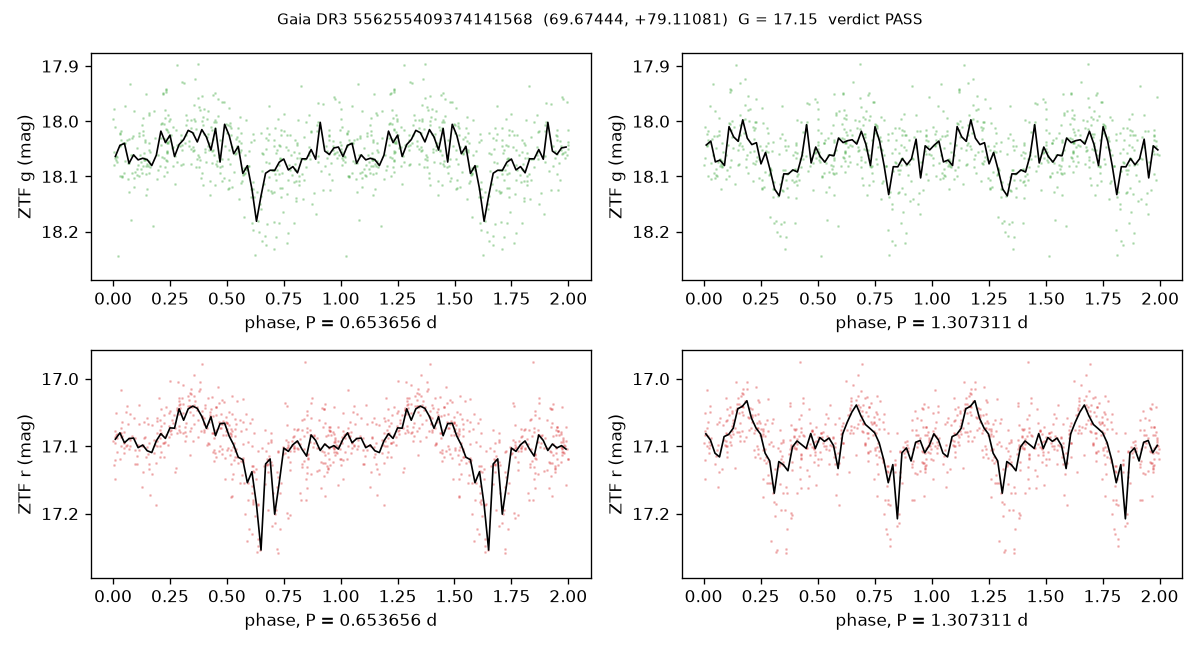 Gaia DR3 556255409374141568 (69.67444, +79.11081) G = 17.15 verdict PASS
ZTF g (mag)
17.9
18.0
18.1
18.2
0.00 0.25 0.50 0.75 1.00 1.25 1.50 1.75 2.00
phase, P = 0.653656 d
ZTF g (mag)
17.9
18.0
18.1
18.2
0.00 0.25 0.50 0.75 1.00 1.25 1.50 1.75 2.00
phase, P = 1.307311 d
ZTF r (mag)
17.0
17.1
17.2
0.00 0.25 0.50 0.75 1.00 1.25 1.50 1.75 2.00
phase, P = 0.653656 d
ZTF r (mag)
17.0
17.1
17.2
0.00 0.25 0.50 0.75 1.00 1.25 1.50 1.75 2.00
phase, P = 1.307311 d